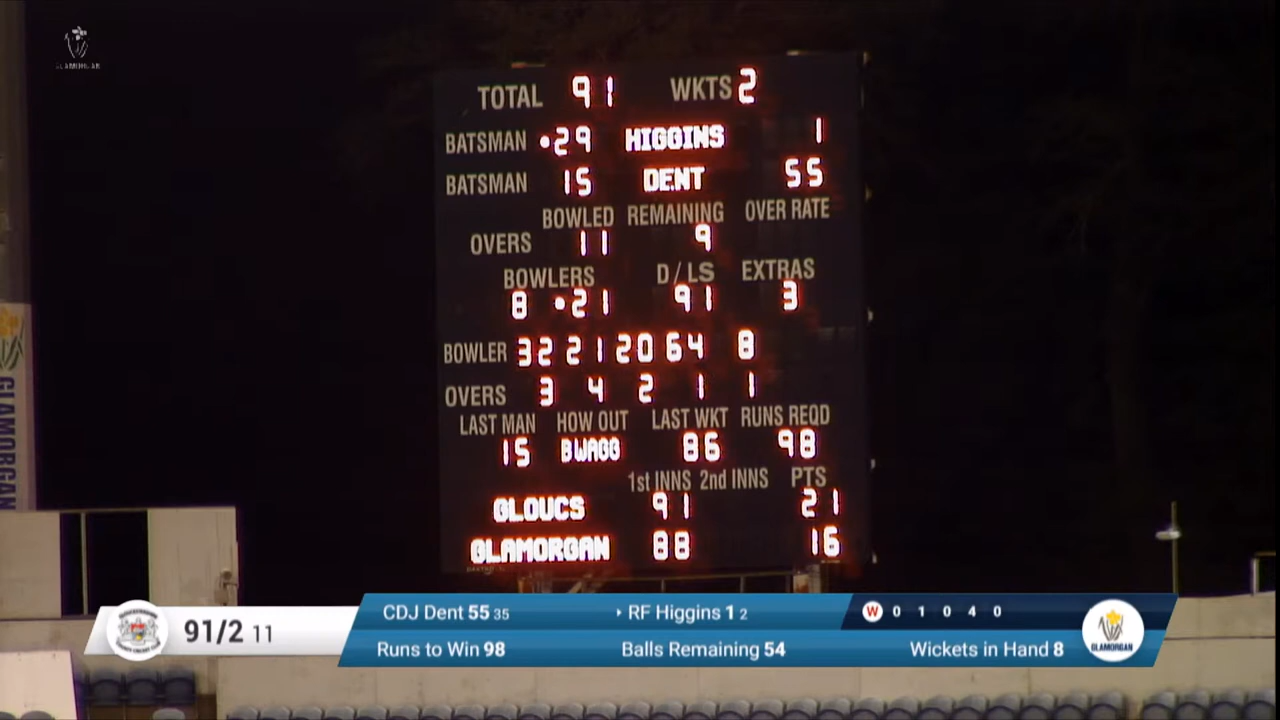 GLAMORGAN
TOTAL 91 WKTS 2
BATSMAN •29 HIGGINS 1
BATSMAN 15 DENT 55
BOWLED REMAINING OVER RATE
OVERS 11 9
BOWLERS D/LS EXTRAS
8 •21 91 3
BOWLER 32 21 20 64 8
OVERS 3 4 2 1 1
LAST MAN HOW OUT LAST WKT RUNS REQD
15 B WAGG 86 98
1st INNS 2nd INNS PTS
GLOUCS 91 21
GLAMORGAN 88 16
GLAMORGAN
91/2 11
CDJ Dent 55 35 RF Higgins 1 2 W 0 1 0 4 0
Runs to Win 98 Balls Remaining 54 Wickets in Hand 8
GLAMORGAN